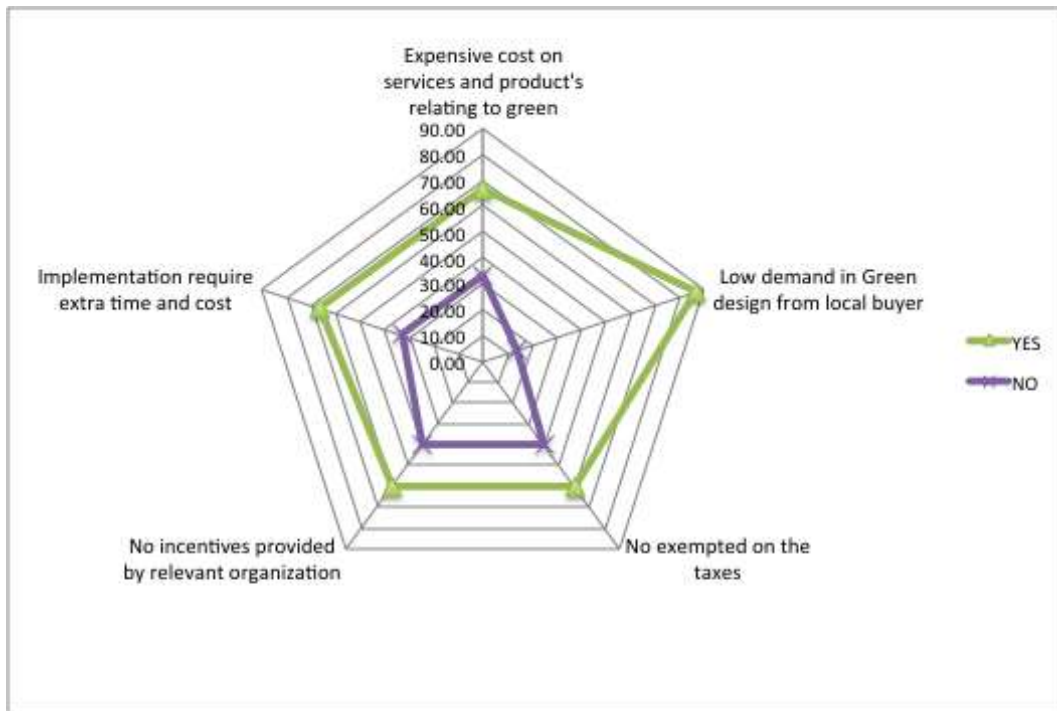 Expensive cost on
services and product's
relating to green
90.00
80.00
70.00
60.00
50.00
40.00
30.00
20.00
10.00
0.00
Implementation require
extra time and cost
Low demand in Green
design from local buyer
YES
NO
No incentives provided
by relevant organization
No exempted on the
taxes